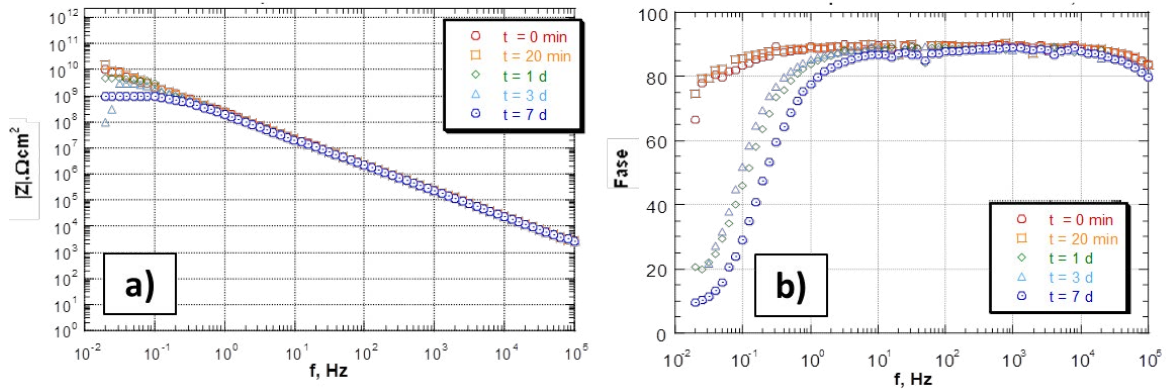 10^12
10^11
10^10
10^9
10^8
10^7
10^6
10^5
10^4
10^3
10^2
10^1
10^0
|Z|,Ωcm²
t = 0 min
t = 20 min
t = 1 d
t = 3 d
t = 7 d
a)
10^-2 10^-1 10^0 10^1 10^2 10^3 10^4 10^5
f, Hz
100
80
60
40
20
0
Fase
t = 0 min
t = 20 min
t = 1 d
t = 3 d
t = 7 d
b)
10^-2 10^-1 10^0 10^1 10^2 10^3 10^4 10^5
f, Hz